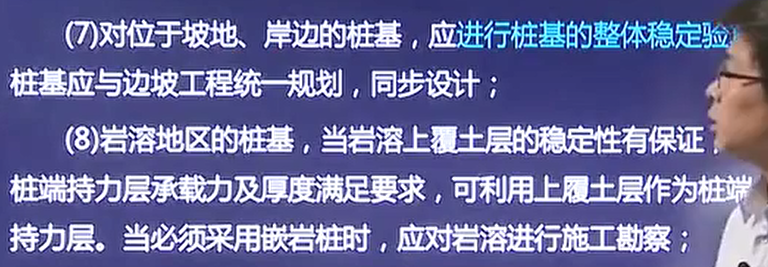 (7)对位于坡地、岸边的桩基，应进行桩基的整体稳定验
桩基应与边坡工程统一规划，同步设计；
(8)岩溶地区的桩基，当岩溶上覆土层的稳定性有保证，
桩端持力层承载力及厚度满足要求，可利用上履土层作为桩端
持力层。当必须采用嵌岩桩时，应对岩溶进行施工勘察；